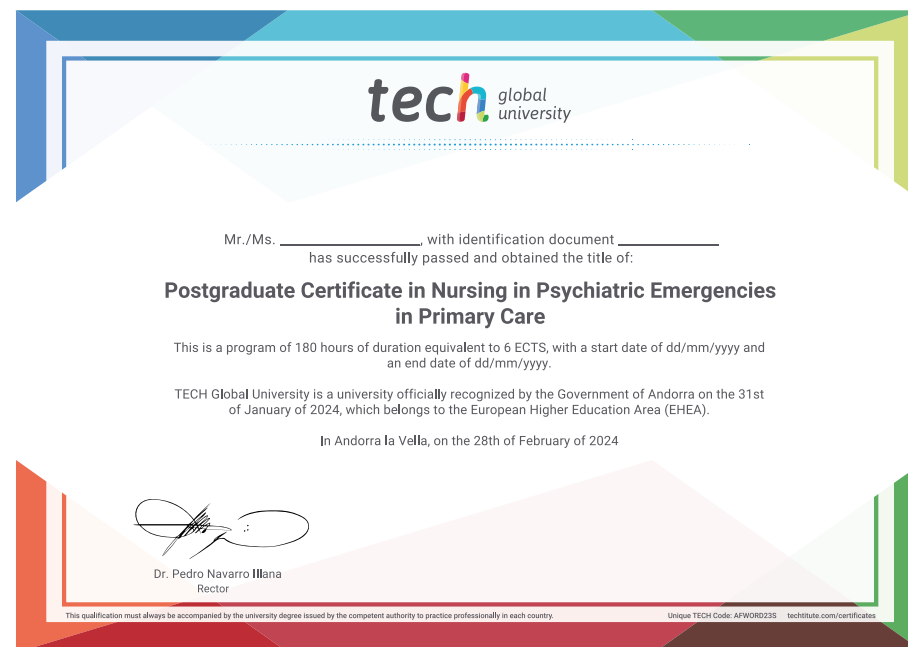 tech global university
Mr./Ms. ____________________, with identification document ______________
has successfully passed and obtained the title of:
Postgraduate Certificate in Nursing in Psychiatric Emergencies
in Primary Care
This is a program of 180 hours of duration equivalent to 6 ECTS, with a start date of dd/mm/yyyy and
an end date of dd/mm/yyyy.
TECH Global University is a university officially recognized by the Government of Andorra on the 31st
of January of 2024, which belongs to the European Higher Education Area (EHEA).
In Andorra la Vella, on the 28th of February of 2024
Dr. Pedro Navarro Illana
Rector
This qualification must always be accompanied by the university degree issued by the competent authority to practice professionally in each country.
Unique TECH Code: AFWORD23S techtitute.com/certificates